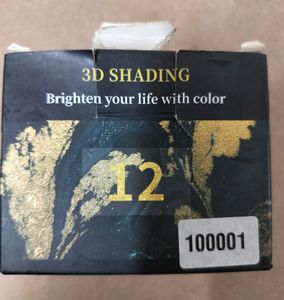 3D SHADING
Brighten your life with color
12
100001